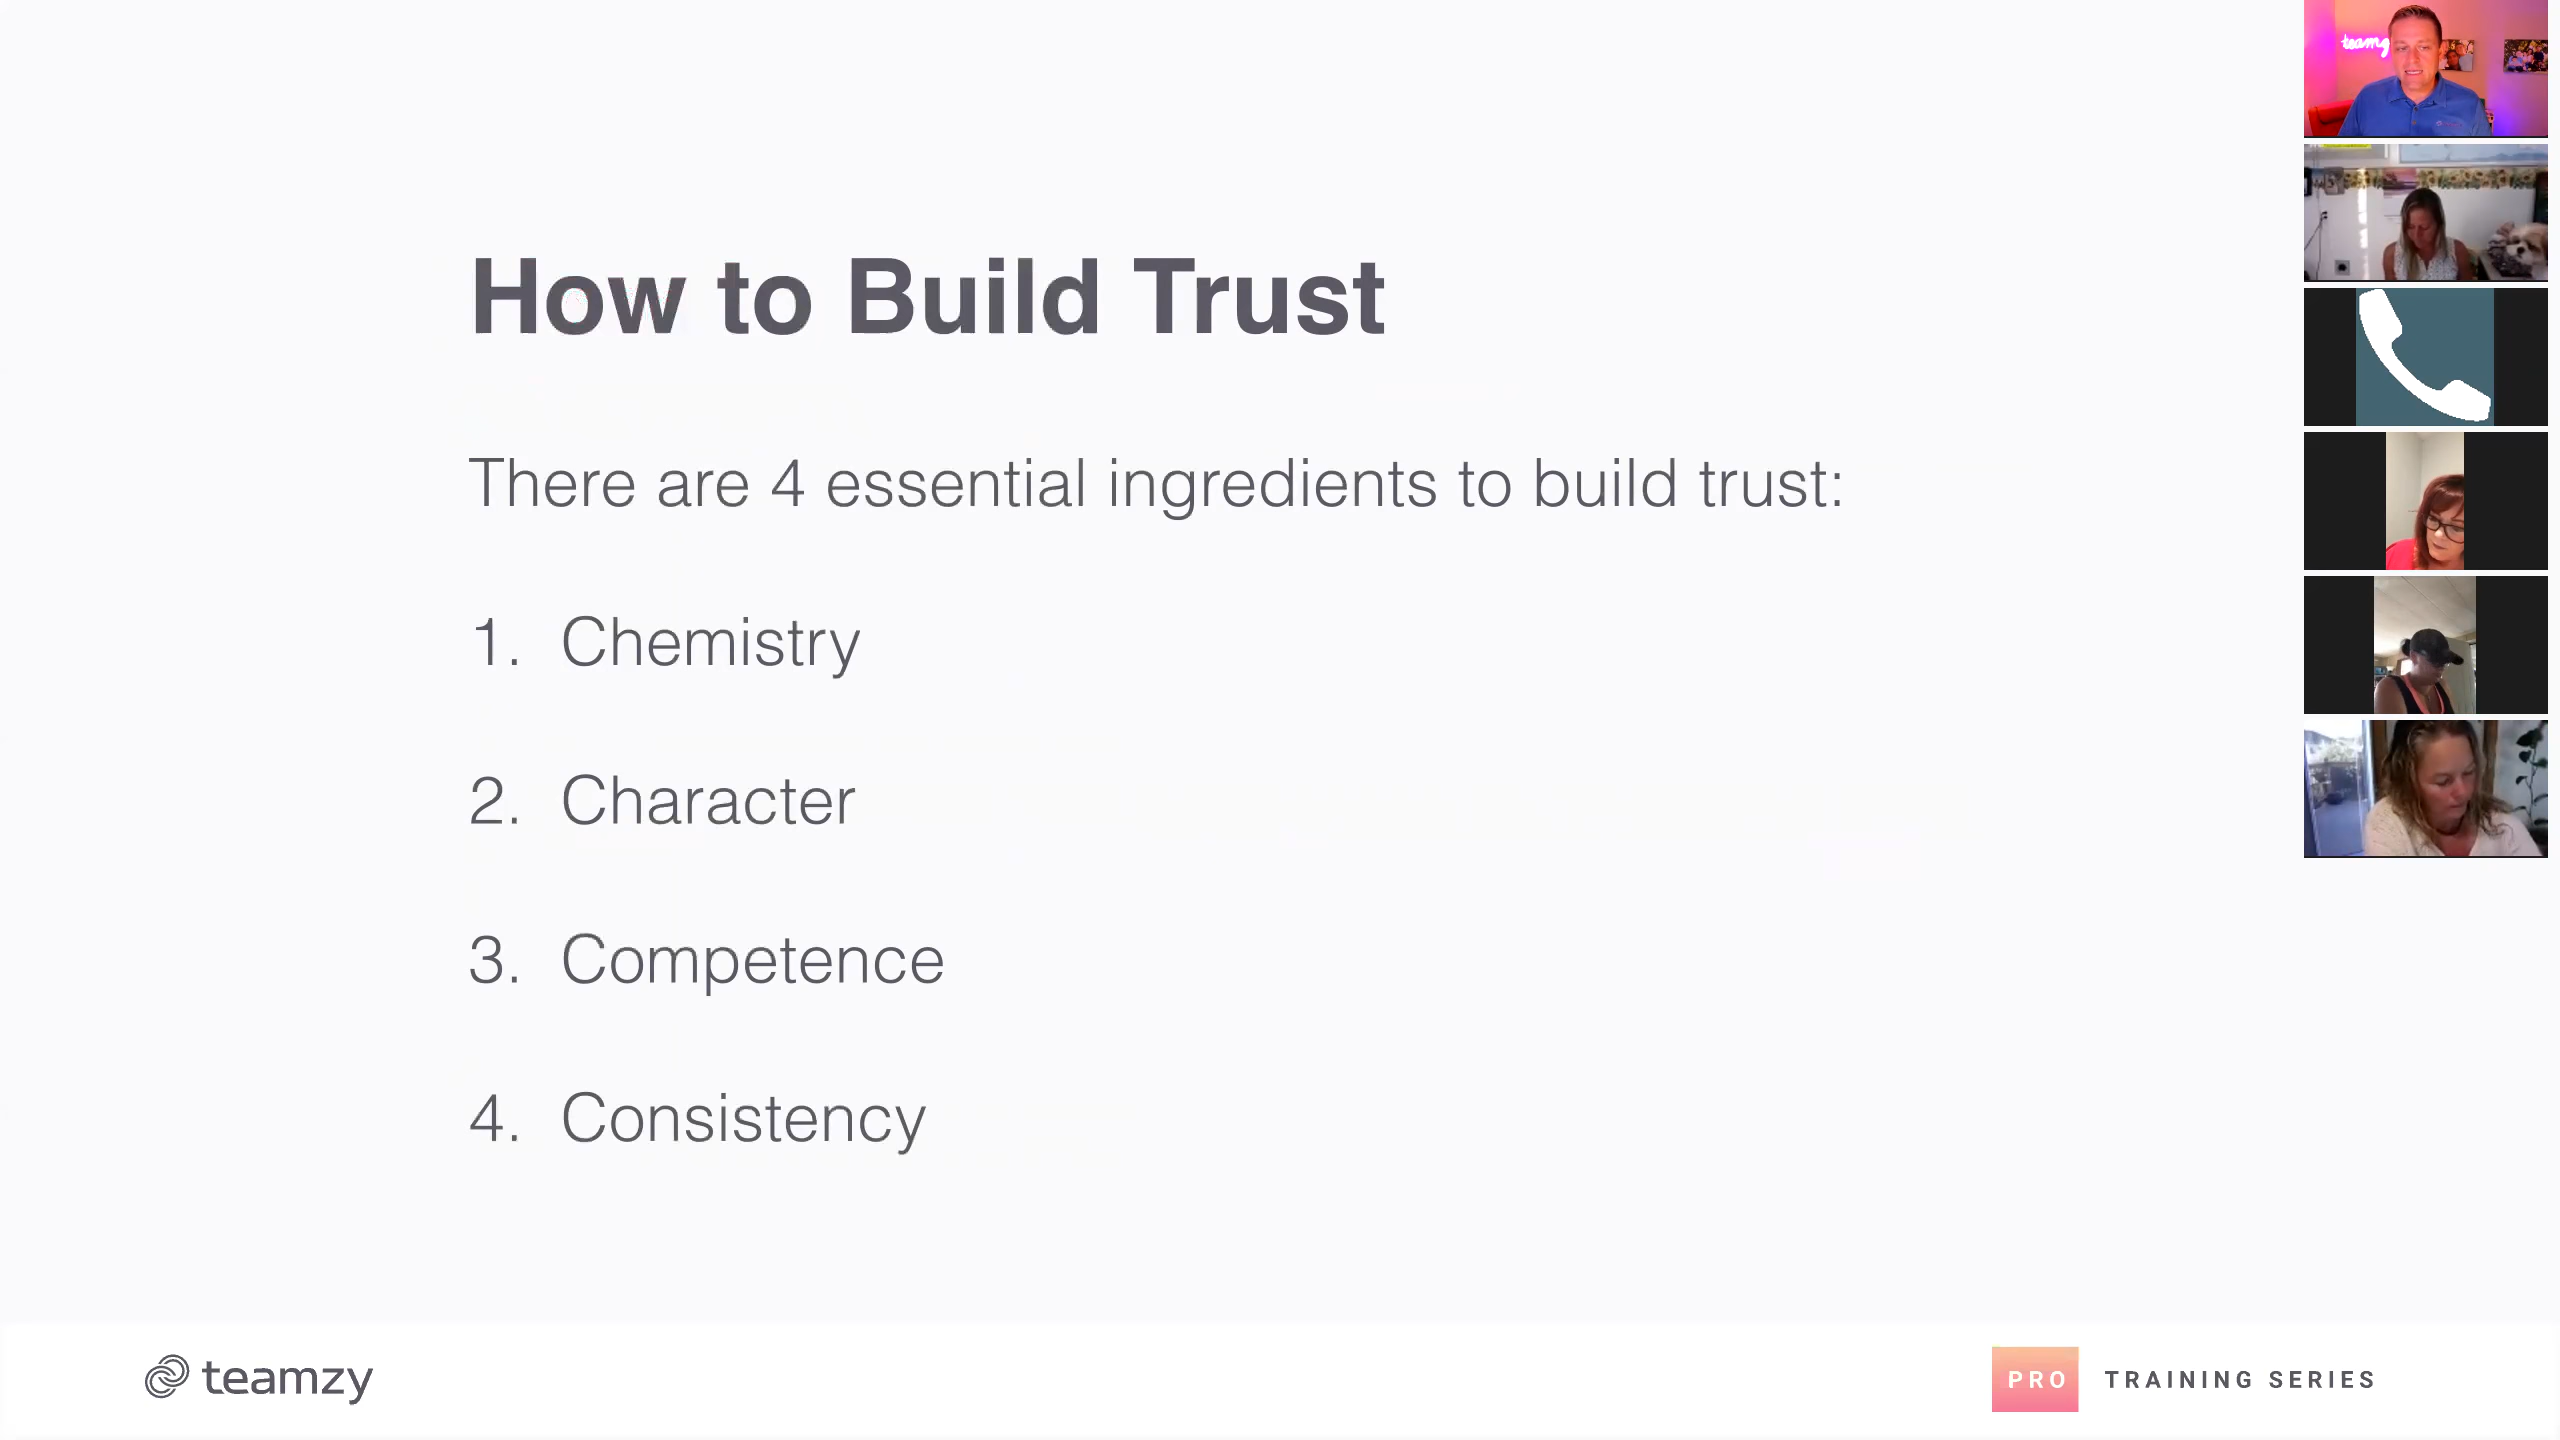 How to Build Trust
There are 4 essential ingredients to build trust:
1. Chemistry
2. Character
3. Competence
4. Consistency
teamzy
PRO TRAINING SERIES